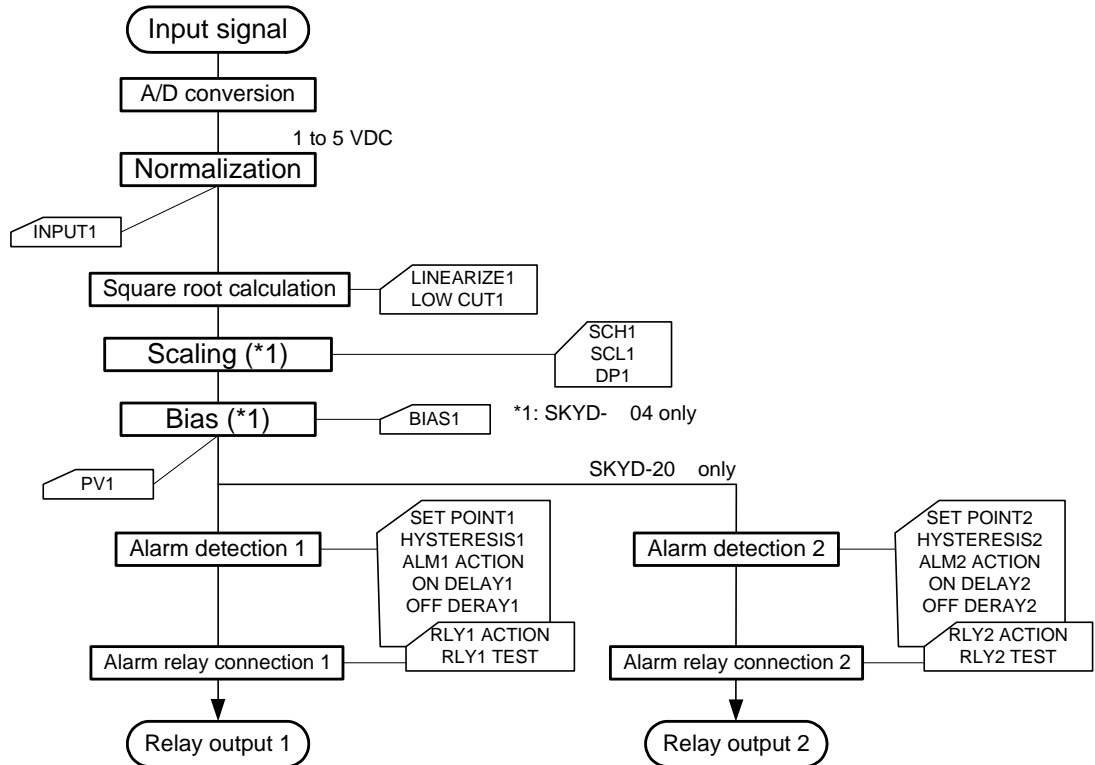 Input signal
A/D conversion
1 to 5 VDC
Normalization
INPUT1
Square root calculation
LINEARIZE1
LOW CUT1
Scaling (*1)
SCH1
SCL1
DP1
Bias (*1)
BIAS1
*1: SKYD- 04 only
PV1
SKYD-20 only
Alarm detection 1
SET POINT1
HYSTERESIS1
ALM1 ACTION
ON DELAY1
OFF DERAY1
Alarm detection 2
SET POINT2
HYSTERESIS2
ALM2 ACTION
ON DELAY2
OFF DERAY2
Alarm relay connection 1
RLY1 ACTION
RLY1 TEST
Alarm relay connection 2
RLY2 ACTION
RLY2 TEST
Relay output 1
Relay output 2